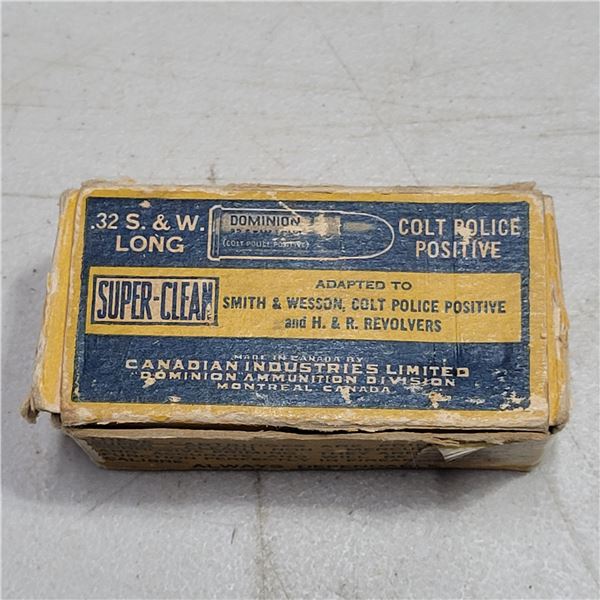 .32 S. & W.
LONG
DOMINION
(COLT POLICE POSITIVE)
COLT POLICE
POSITIVE
SUPER-CLEAN
ADAPTED TO
SMITH & WESSON, COLT POLICE POSITIVE
and H. & R. REVOLVERS
MADE IN CANADA BY
CANADIAN INDUSTRIES LIMITED
DOMINION AMMUNITION DIVISION
MONTREAL, CANADA
ALWAYS